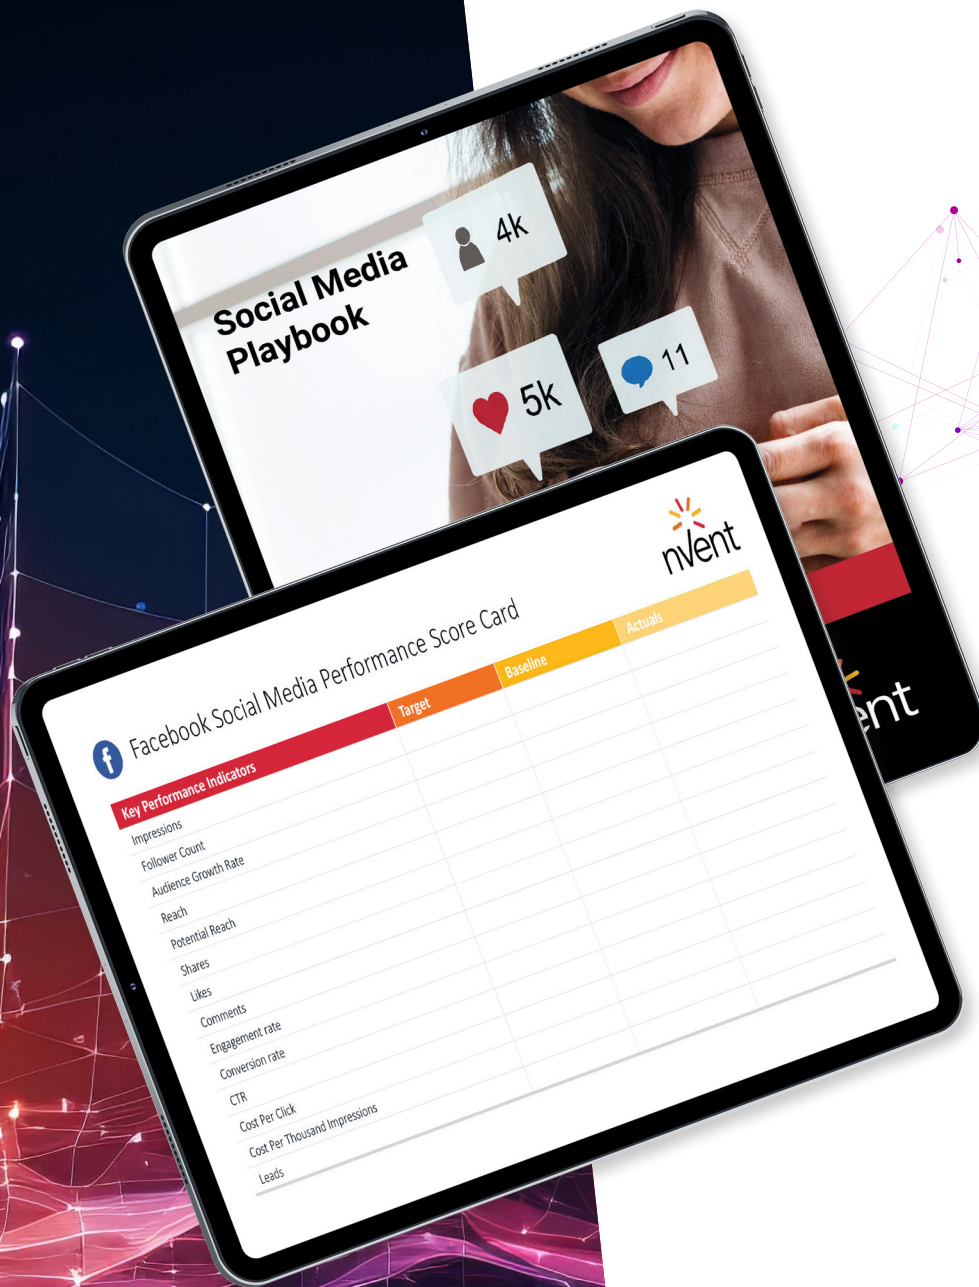 Social Media
Playbook
4k
5k
11
nVent
Facebook Social Media Performance Score Card
Key Performance Indicators Target Baseline Actuals
Impressions
Follower Count
Audience Growth Rate
Reach
Potential Reach
Shares
Likes
Comments
Engagement rate
Conversion rate
CTR
Cost Per Click
Cost Per Thousand Impressions
Leads
ent